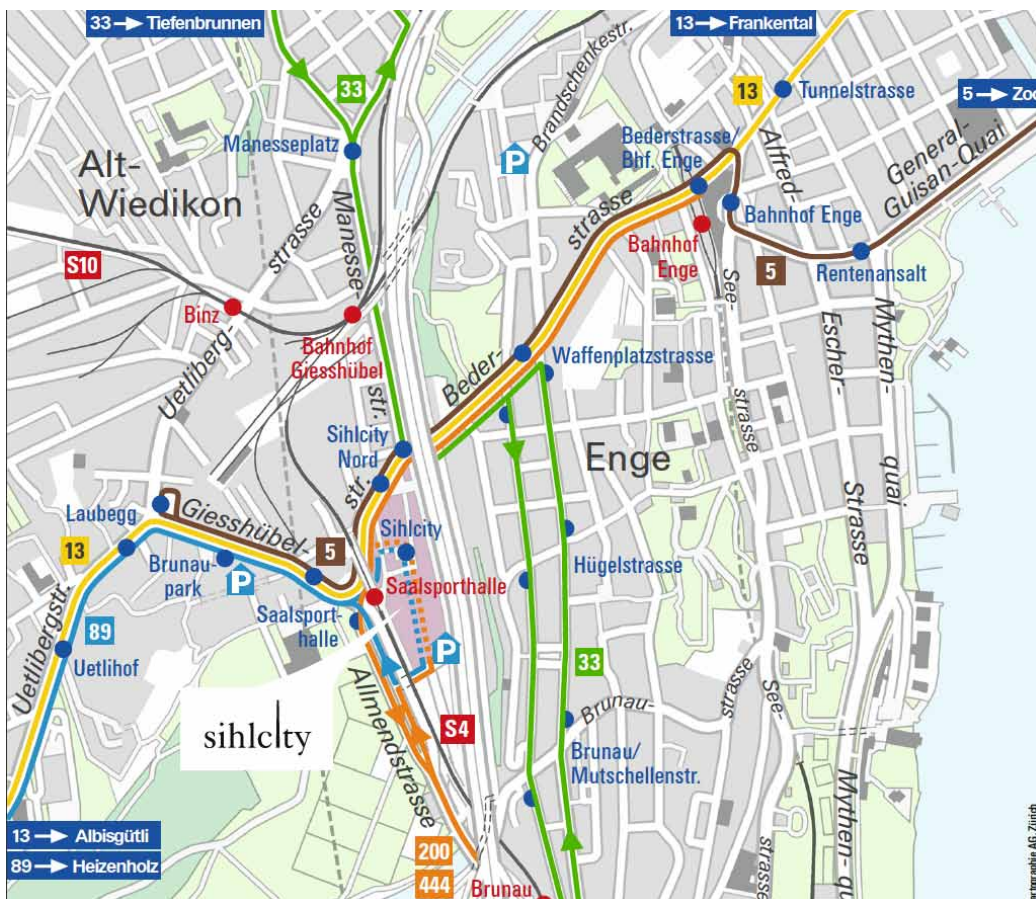 33 → Tiefenbrunnen
13 → Frankental
5 → Zoo
33
13
Tunnelstrasse
Brandschenkestr.
Bederstrasse/
Bhf. Enge
Manesseplatz
P
Alt-
Wiedikon
Manesse-
str.
Alfred-
Escher-
Strasse
General-
Guisan-Quai
Bahnhof Enge
Bahnhof
Enge
5
Rentenansalt
S10
Binz
Uetliberg-
strasse
Bahnhof
Giesshübel
Beder-
strasse
Waffenplatzstrasse
See-
strasse
Mythen-
quai
Sihlcity
Nord
Enge
Laubegg
Giesshübel-
str.
5
Sihlcity
13
Brunau-
park
P
Saalsporthalle
Hügelstrasse
Saalsport-
halle
89
Uetlibergstr.
Uetlihof
P
33
sihlcity
Allmendstrasse
S4
Brunau-
strasse
See-
strasse
Brunau/
Mutschellenstr.
Mythen-qu
13 → Albisgütli
89 → Heizenholz
200
444
Brunau